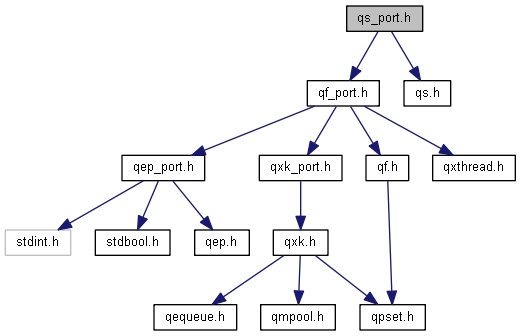 qs_port.h
qf_port.h
qs.h
qep_port.h
qxk_port.h
qf.h
qxthread.h
stdint.h
stdbool.h
qep.h
qxk.h
qequeue.h
qmpool.h
qpset.h